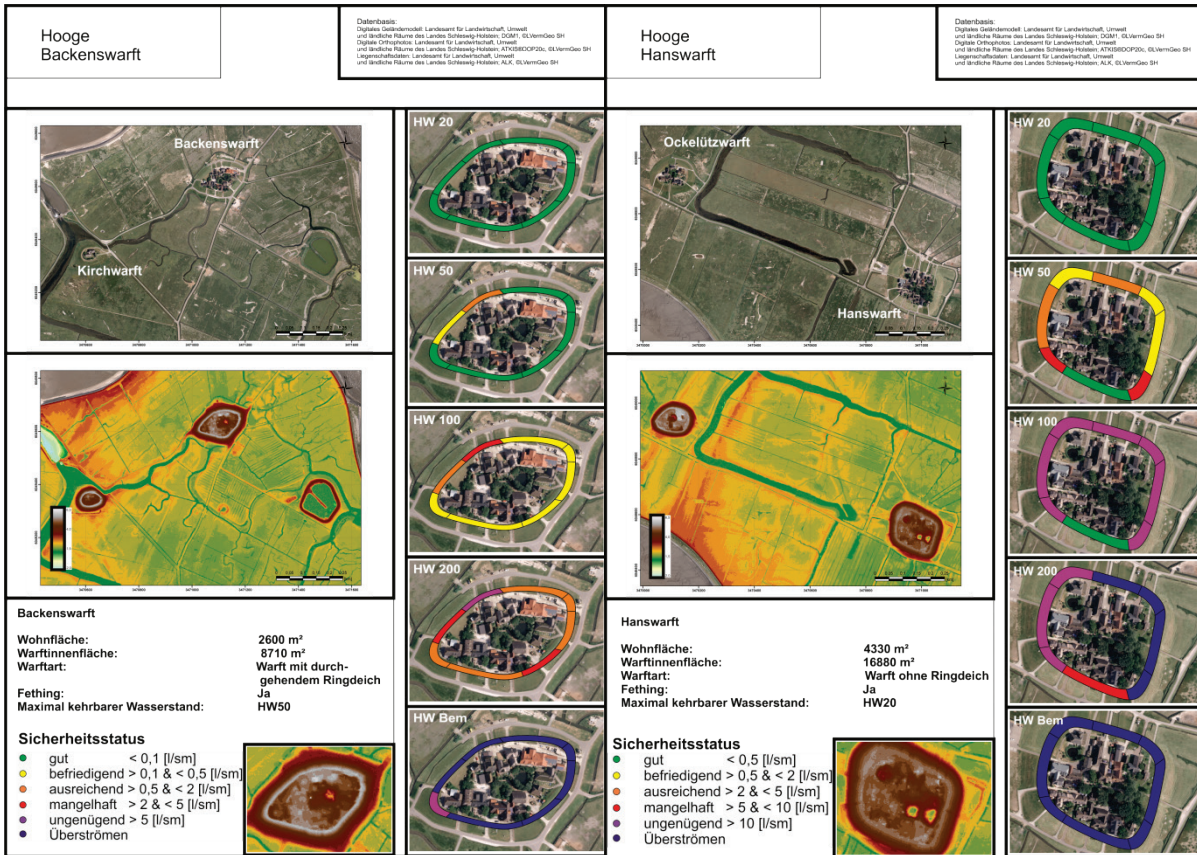 Hooge
Backenswarft
Datenbasis:
Digitales Geländemodell: Landesamt für Landwirtschaft, Umwelt
und ländliche Räume des Landes Schleswig-Holstein; DGM1, ©LVermGeo SH
Digitale Orthophotos: Landesamt für Landwirtschaft, Umwelt
und ländliche Räume des Landes Schleswig-Holstein; ATKIS®DOP20c, ©LVermGeo SH
Liegenschaftsdaten: Landesamt für Landwirtschaft, Umwelt
und ländliche Räume des Landes Schleswig-Holstein; ALK, ©LVermGeo SH
Backenswarft
Kirchwarft
HW 20
HW 50
HW 100
HW 200
HW Bem
Backenswarft
Wohnfläche: 2600 m²
Warftinnenfläche: 8710 m²
Warftart: Warft mit durch-
gehendem Ringdeich
Fething: Ja
Maximal kehrbarer Wasserstand: HW50
Sicherheitsstatus
gut < 0,1 [l/sm]
befriedigend > 0,1 & < 0,5 [l/sm]
ausreichend > 0,5 & < 2 [l/sm]
mangelhaft > 2 & < 5 [l/sm]
ungenügend > 5 [l/sm]
Überströmen
Hooge
Hanswarft
Datenbasis:
Digitales Geländemodell: Landesamt für Landwirtschaft, Umwelt
und ländliche Räume des Landes Schleswig-Holstein; DGM1, ©LVermGeo SH
Digitale Orthophotos: Landesamt für Landwirtschaft, Umwelt
und ländliche Räume des Landes Schleswig-Holstein; ATKIS®DOP20c, ©LVermGeo SH
Liegenschaftsdaten: Landesamt für Landwirtschaft, Umwelt
und ländliche Räume des Landes Schleswig-Holstein; ALK, ©LVermGeo SH
Ockelützwarft
Hanswarft
HW 20
HW 50
HW 100
HW 200
HW Bem
Hanswarft
Wohnfläche: 4330 m²
Warftinnenfläche: 16880 m²
Warftart: Warft ohne Ringdeich
Fething: Ja
Maximal kehrbarer Wasserstand: HW20
Sicherheitsstatus
gut < 0,5 [l/sm]
befriedigend > 0,5 & < 2 [l/sm]
ausreichend > 2 & < 5 [l/sm]
mangelhaft > 5 & < 10 [l/sm]
ungenügend > 10 [l/sm]
Überströmen